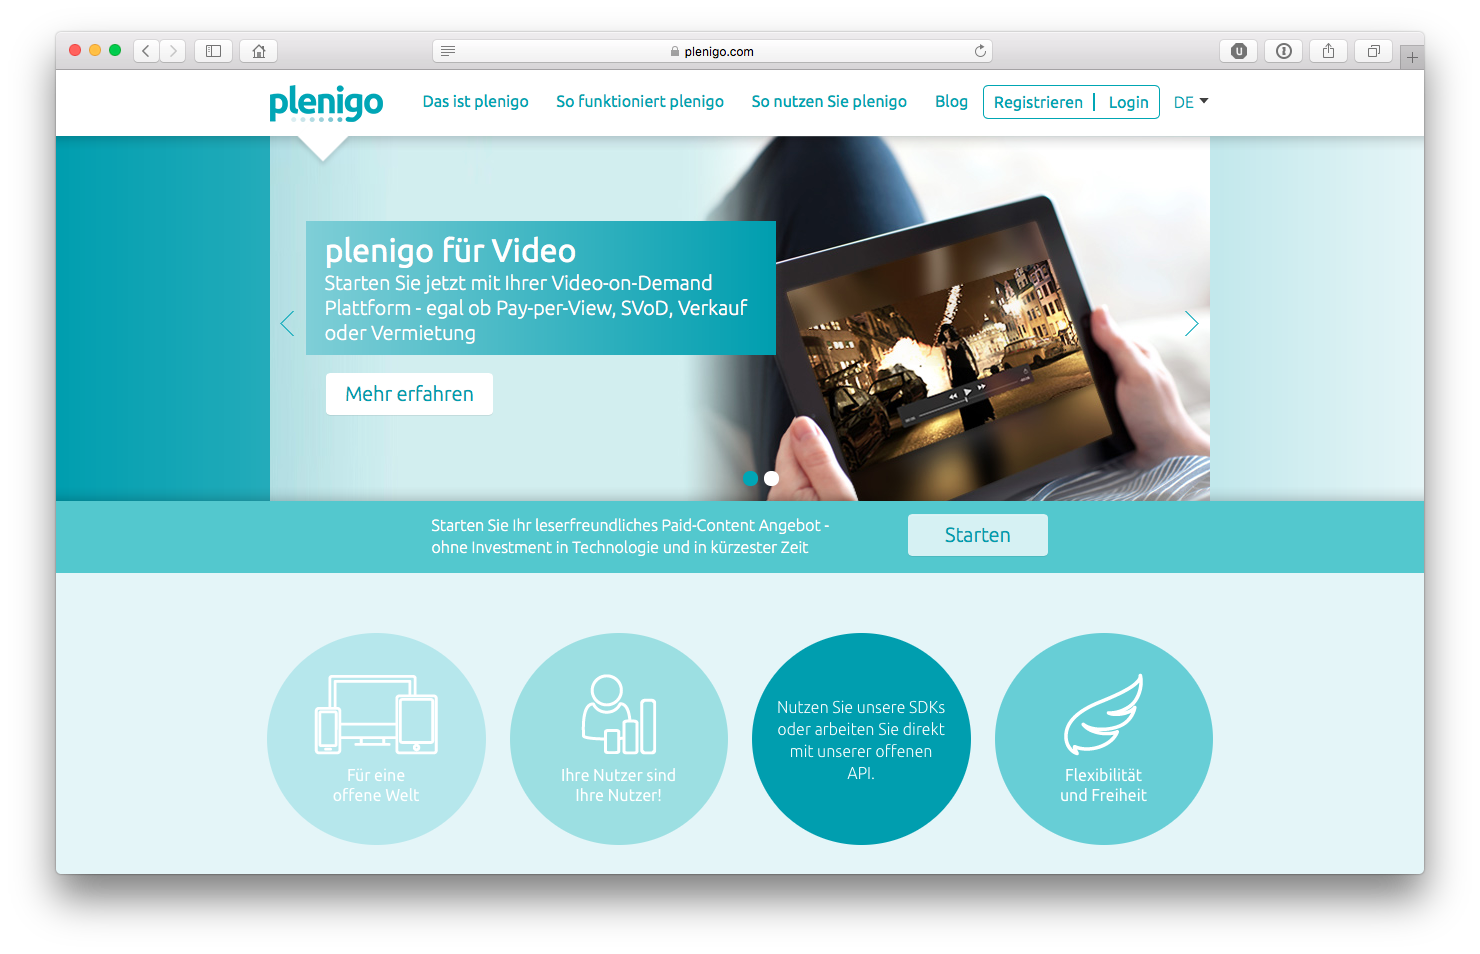 plenigo.com
plenigo
Das ist plenigo
So funktioniert plenigo
So nutzen Sie plenigo
Blog
Registrieren
Login
DE
plenigo für Video
Starten Sie jetzt mit Ihrer Video-on-Demand
Plattform - egal ob Pay-per-View, SVoD, Verkauf
oder Vermietung
Mehr erfahren
Starten Sie Ihr leserfreundliches Paid-Content Angebot -
ohne Investment in Technologie und in kürzester Zeit
Starten
Für eine
offene Welt
Ihre Nutzer sind
Ihre Nutzer!
Nutzen Sie unsere SDKs
oder arbeiten Sie direkt
mit unserer offenen
API.
Flexibilität
und Freiheit